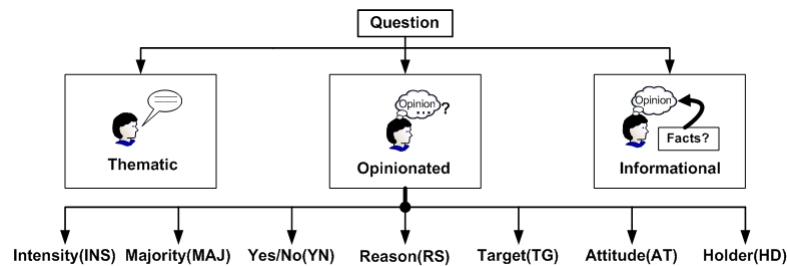 Question
Opinion
... ?
Opinion
Facts?
Thematic
Opinionated
Informational
Intensity(INS) Majority(MAJ) Yes/No(YN) Reason(RS) Target(TG) Attitude(AT) Holder(HD)